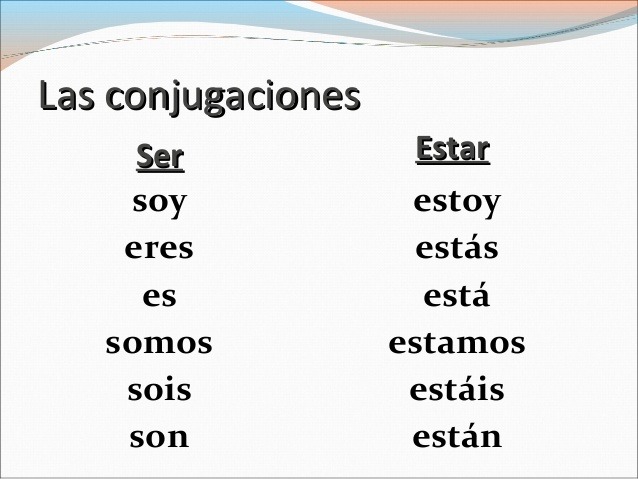 Las conjugaciones
Ser
soy
eres
es
somos
sois
son
Estar
estoy
estás
está
estamos
estáis
están